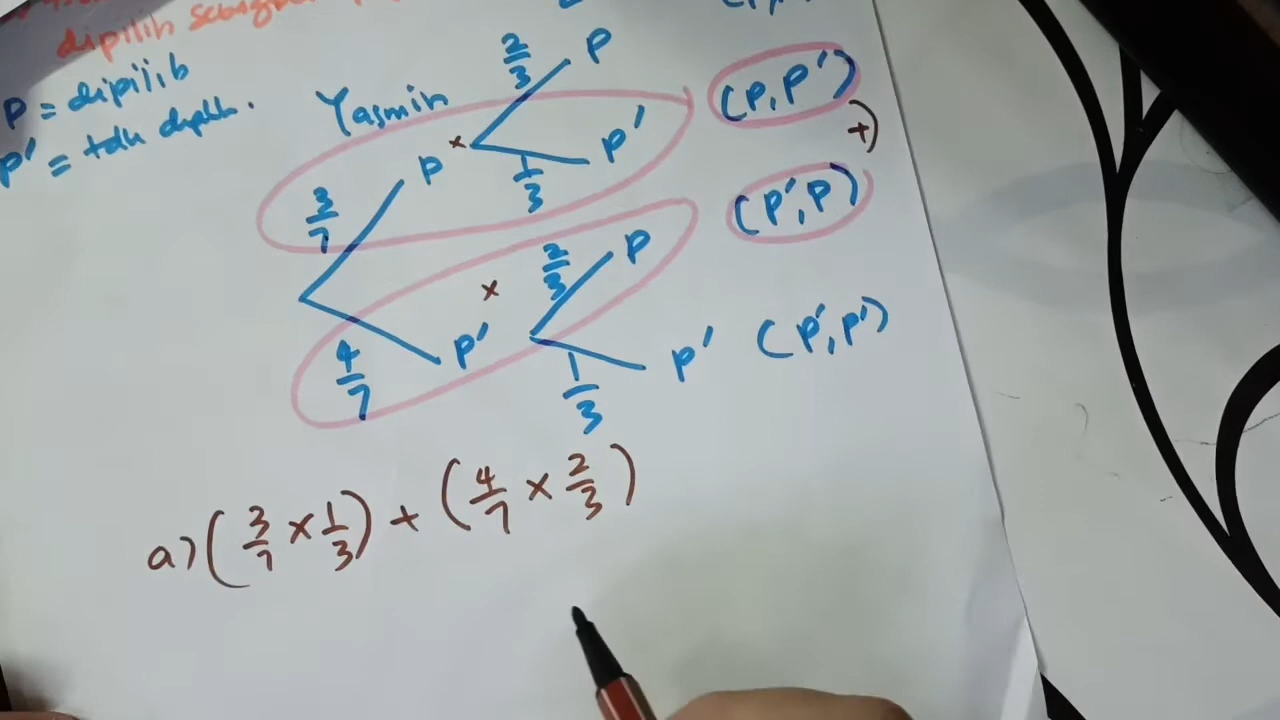 dipilih sebagai
P = dipilih
P' = tdk dipilih.
Yasmin
2/3 P (P, P')
P × 1/3 P' +)
3/7 (P', P)
× 2/3 P
4/7 P' 1/3 P' (P', P')
a) (3/7 × 1/3) + (4/7 × 2/3)